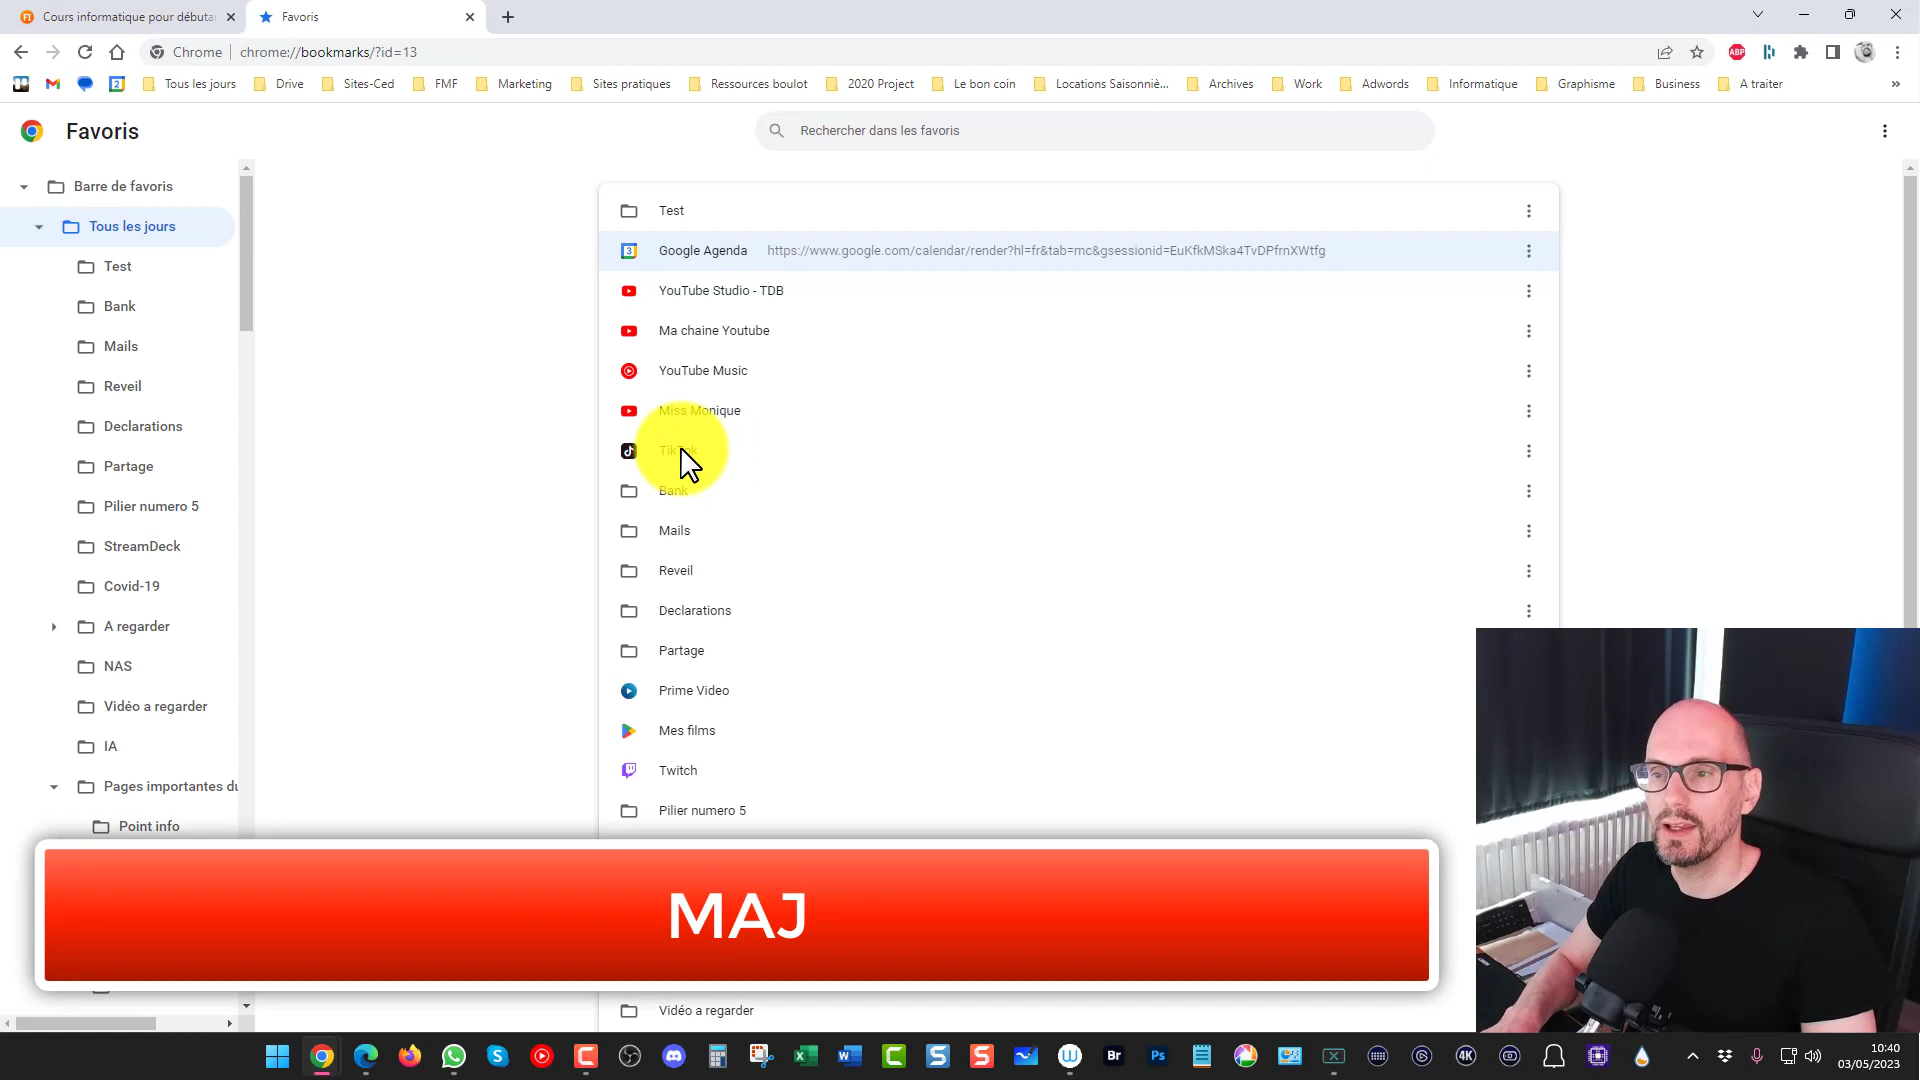 Cours informatique pour débuta
Favoris
Chrome
chrome://bookmarks/?id=13
ABP
Tous les jours
Drive
Sites-Ced
FMF
Marketing
Sites pratiques
Ressources boulot
2020 Project
Le bon coin
Locations Saisonniè...
Archives
Work
Adwords
Informatique
Graphisme
Business
A traiter
»
Favoris
Rechercher dans les favoris
Barre de favoris
Tous les jours
Test
Bank
Mails
Reveil
Declarations
Partage
Pilier numero 5
StreamDeck
Covid-19
A regarder
NAS
Vidéo a regarder
IA
Pages importantes du
Point info
Test
Google Agenda
https://www.google.com/calendar/render?hl=fr&tab=mc&gsessionid=EuKfkMSka4TvDPfrnXWtfg
YouTube Studio - TDB
Ma chaine Youtube
YouTube Music
Miss Monique
TikTok
Bank
Mails
Reveil
Declarations
Partage
Prime Video
Mes films
Twitch
Pilier numero 5
Vidéo a regarder
MAJ
Br
Ps
4K
10:40
03/05/2023